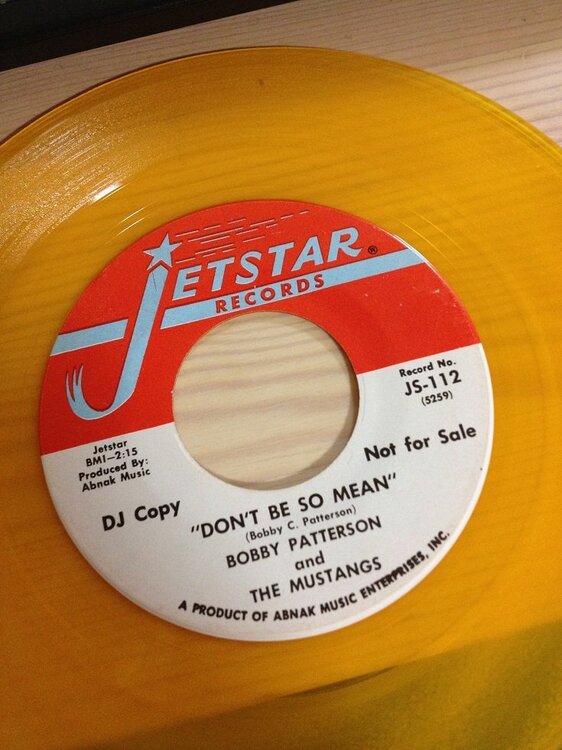 JETSTAR ®
RECORDS
Record No.
JS-112
(5259)
Jetstar
BMI—2:15
Produced By:
Abnak Music
DJ Copy
Not for Sale
"DON'T BE SO MEAN"
(Bobby C. Patterson)
BOBBY PATTERSON
and
THE MUSTANGS
A PRODUCT OF ABNAK MUSIC ENTERPRISES, INC.